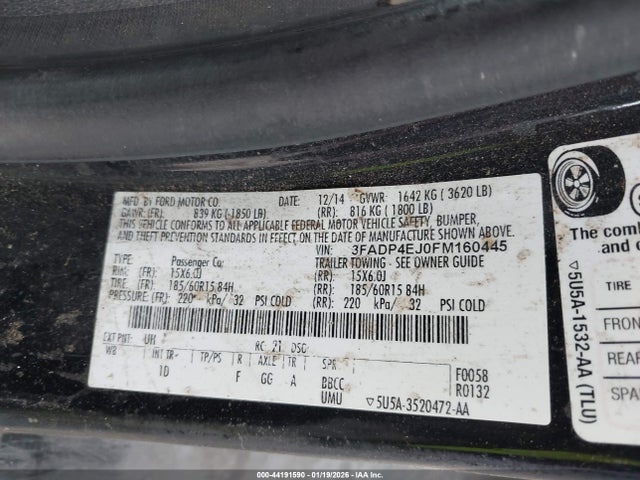 MFD. BY FORD MOTOR CO. DATE: 12/14 GVWR: 1642 KG ( 3620 LB)
GAWR: (FR): 839 KG (1850 LB) (RR): 816 KG ( 1800 LB)
THIS VEHICLE CONFORMS TO ALL APPLICABLE FEDERAL MOTOR VEHICLE SAFETY, BUMPER,
AND THEFT PREVENTION STANDARDS IN EFFECT ON THE DATE OF MANUFACTURE SHOWN ABOVE.
VIN: 3FADP4EJ0FM160445
TYPE: Passenger Car TRAILER TOWING - SEE OWNER GUIDE
RIM: (FR): 15X6.0J (RR): 15X6.0J
TIRE: (FR): 185/60R15 84H (RR): 185/60R15 84H
PRESSURE: (FR): 220 kPa/ 32 PSI COLD (RR): 220 kPa/ 32 PSI COLD
EXT PNT: UH RC: 21 DSO:
WB INT TR TP/PS R AXLE TR SPR
1D F GG A BBCC
UMU
F0058
R0132
▽5U5A-3520472-AA
The comb
TIRE
FRON
REAR
SPA
▽5U5A-1532-AA (TLU)
000-44191590 - 01/19/2026 - IAAHTX